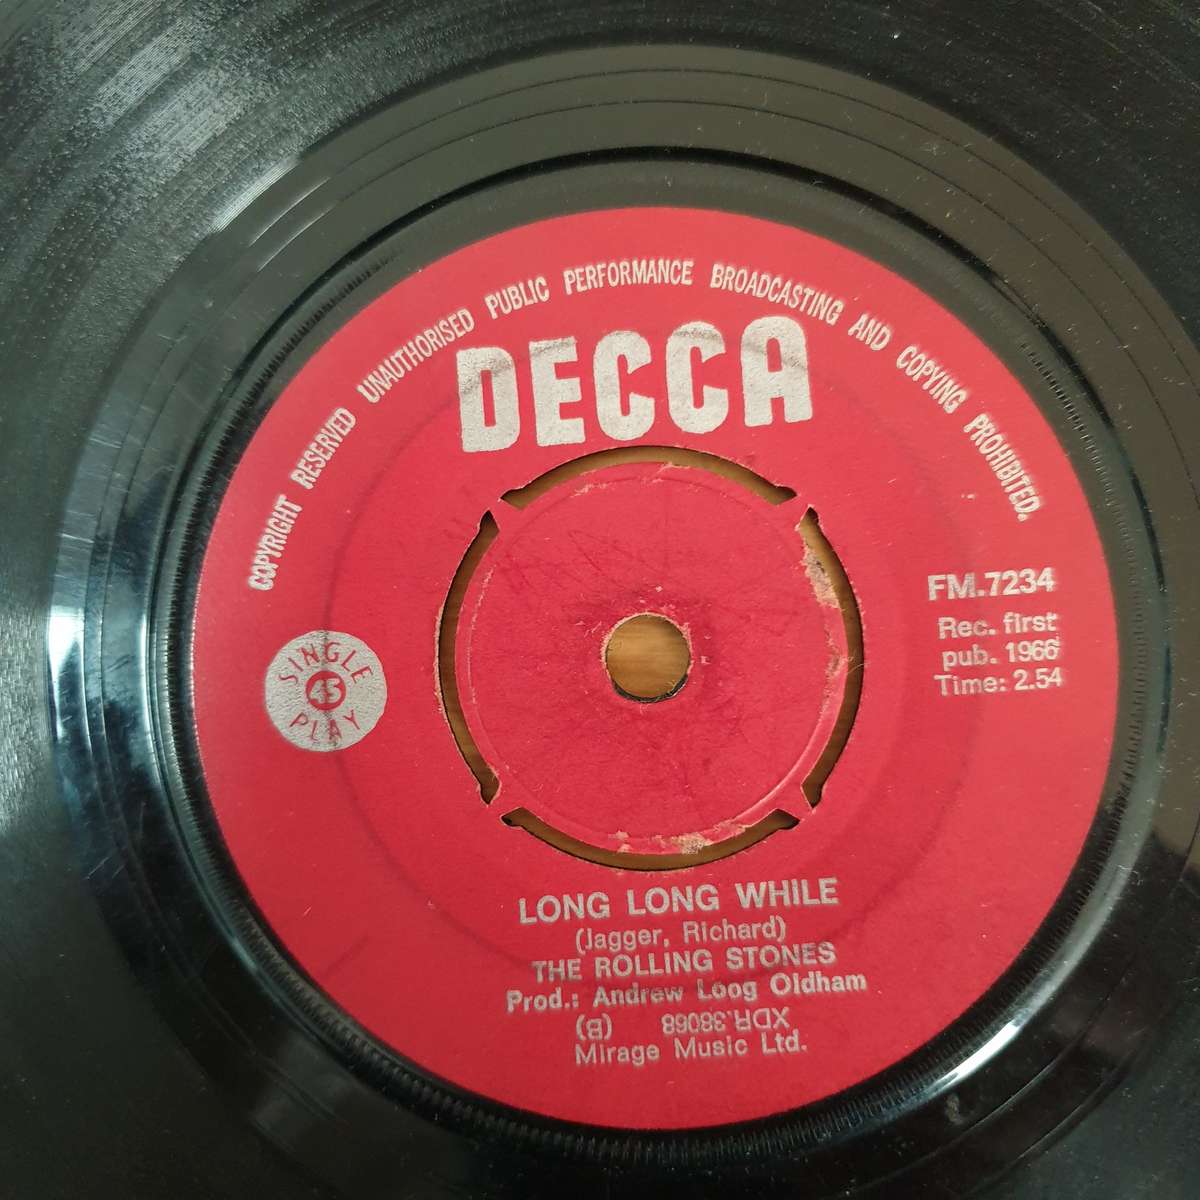 COPYRIGHT RESERVED UNAUTHORISED PUBLIC PERFORMANCE BROADCASTING AND COPYING PROHIBITED.
DECCA
FM.7234
Rec. first
pub. 1966
Time: 2.54
SINGLE
45
PLAY
LONG LONG WHILE
(Jagger, Richard)
THE ROLLING STONES
Prod.: Andrew Loog Oldham
(B) XDR.38068
Mirage Music Ltd.